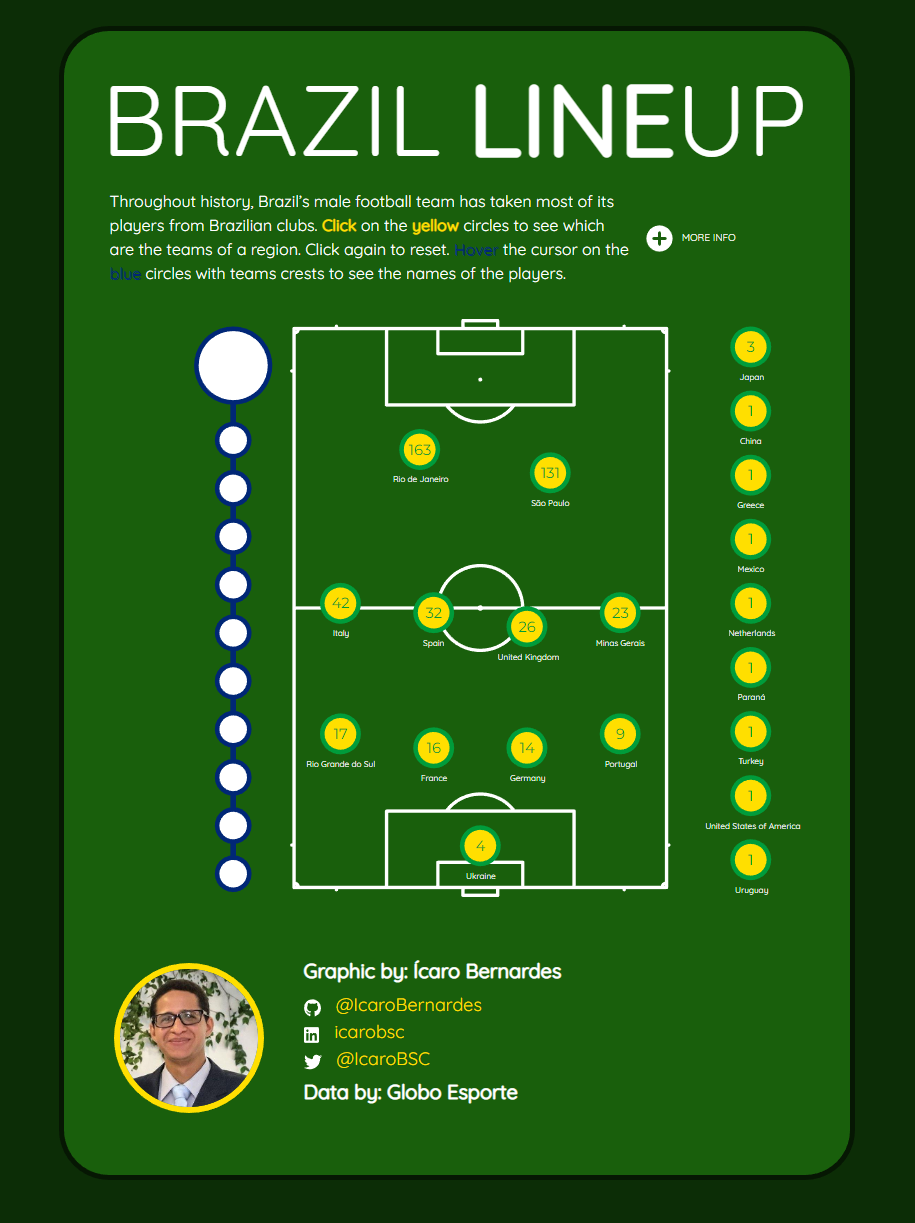 BRAZIL LINEUP
Throughout history, Brazil's male football team has taken most of its
players from Brazilian clubs. Click on the yellow circles to see which
are the teams of a region. Click again to reset. Hover the cursor on the
blue circles with teams crests to see the names of the players.
MORE INFO
163
Rio de Janeiro
131
São Paulo
42
Italy
32
Spain
26
United Kingdom
23
Minas Gerais
17
Rio Grande do Sul
16
France
14
Germany
9
Portugal
4
Ukraine
3
Japan
1
China
1
Greece
1
Mexico
1
Netherlands
1
Paraná
1
Turkey
1
United States of America
1
Uruguay
Graphic by: Ícaro Bernardes
@IcaroBernardes
in icarobsc
@IcaroBSC
Data by: Globo Esporte